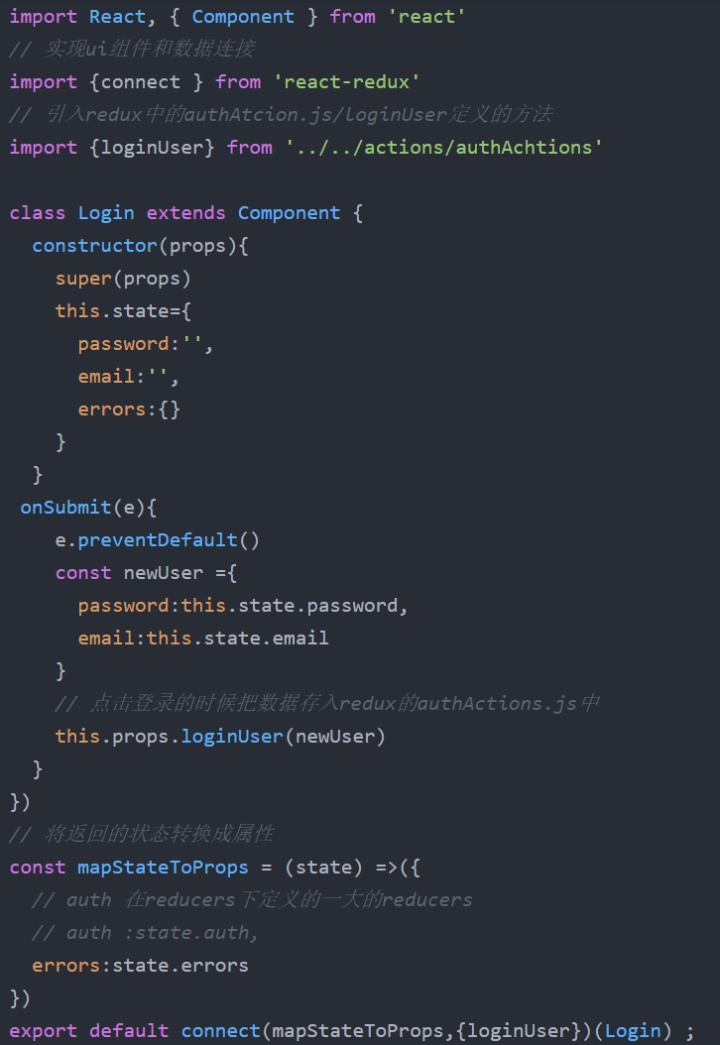 import React, { Component } from 'react'
// 实现ui组件和数据连接
import {connect } from 'react-redux'
// 引入redux中的authAtcion.js/loginUser定义的方法
import {loginUser} from '../../actions/authAchtions'

class Login extends Component {
  constructor(props){
    super(props)
    this.state={
      password:'',
      email:'',
      errors:{}
    }
  }
 onSubmit(e){
    e.preventDefault()
    const newUser ={
      password:this.state.password,
      email:this.state.email
    }
    // 点击登录的时候把数据存入redux的authActions.js中
    this.props.loginUser(newUser)
  }
})
// 将返回的状态转换成属性
const mapStateToProps = (state) =>({
  // auth 在reducers下定义的一大的reducers
  // auth :state.auth,
  errors:state.errors
})
export default connect(mapStateToProps,{loginUser})(Login) ;